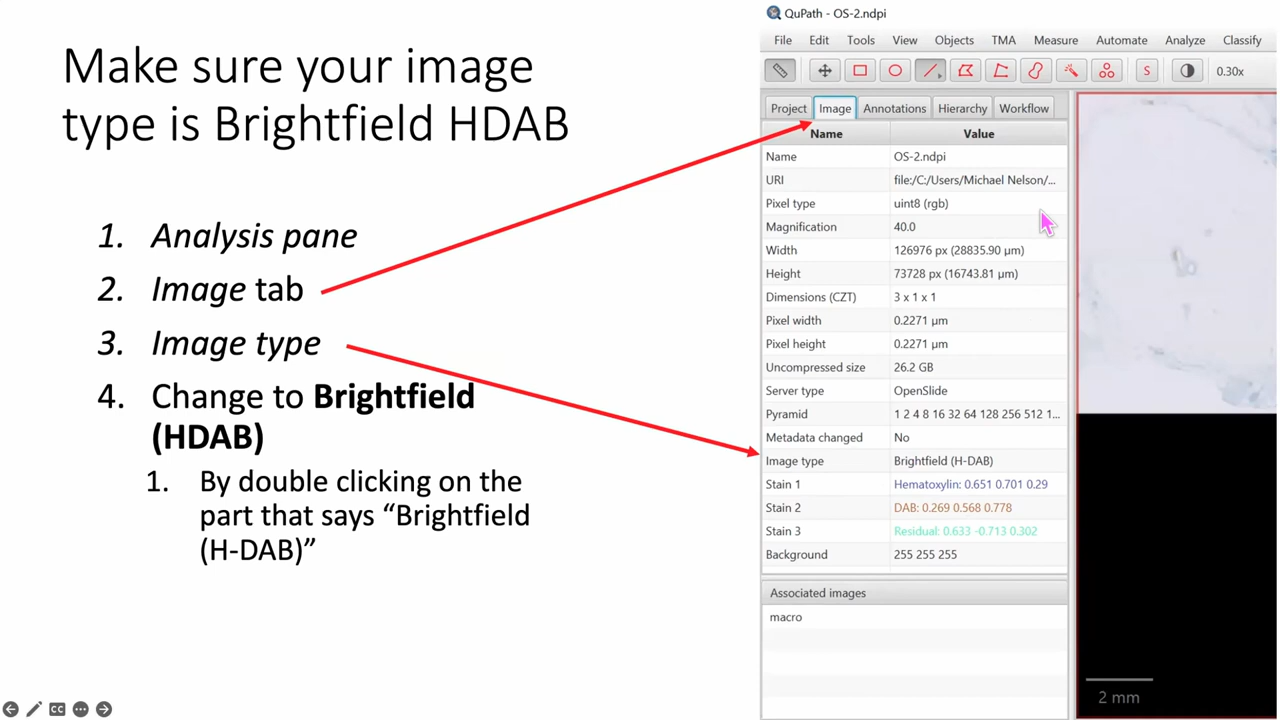 Make sure your image
type is Brightfield HDAB
1. Analysis pane
2. Image tab
3. Image type
4. Change to Brightfield
(HDAB)
1. By double clicking on the
part that says “Brightfield
(H-DAB)”
QuPath - OS-2.ndpi
File Edit Tools View Objects TMA Measure Automate Analyze Classify
S 0.30x
Project Image Annotations Hierarchy Workflow
Name Value
Name OS-2.ndpi
URI file:/C:/Users/Michael Nelson/...
Pixel type uint8 (rgb)
Magnification 40.0
Width 126976 px (28835.90 µm)
Height 73728 px (16743.81 µm)
Dimensions (CZT) 3 x 1 x 1
Pixel width 0.2271 µm
Pixel height 0.2271 µm
Uncompressed size 26.2 GB
Server type OpenSlide
Pyramid 1 2 4 8 16 32 64 128 256 512 1...
Metadata changed No
Image type Brightfield (H-DAB)
Stain 1 Hematoxylin: 0.651 0.701 0.29
Stain 2 DAB: 0.269 0.568 0.778
Stain 3 Residual: 0.633 -0.713 0.302
Background 255 255 255
Associated images
macro
2 mm
CC